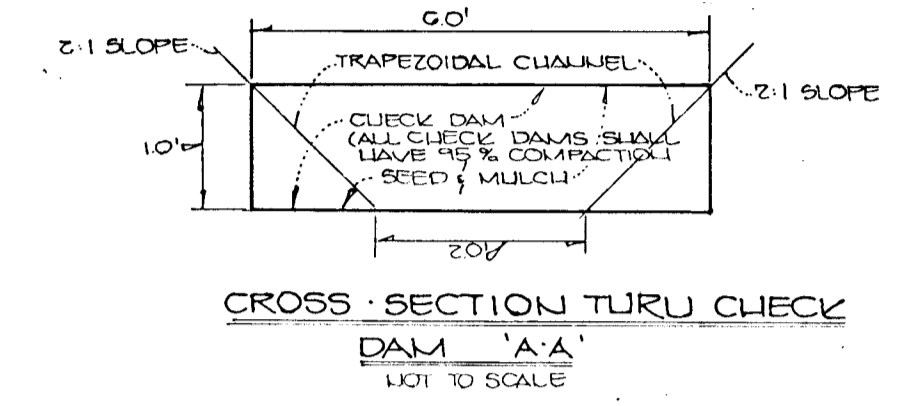 6.0'
2:1 SLOPE
TRAPEZOIDAL CHANNEL
2:1 SLOPE
1.0'
CHECK DAM
(ALL CHECK DAMS SHALL
HAVE 95% COMPACTION
SEED & MULCH
2.0'
CROSS · SECTION THRU CHECK
DAM 'A·A'
NOT TO SCALE